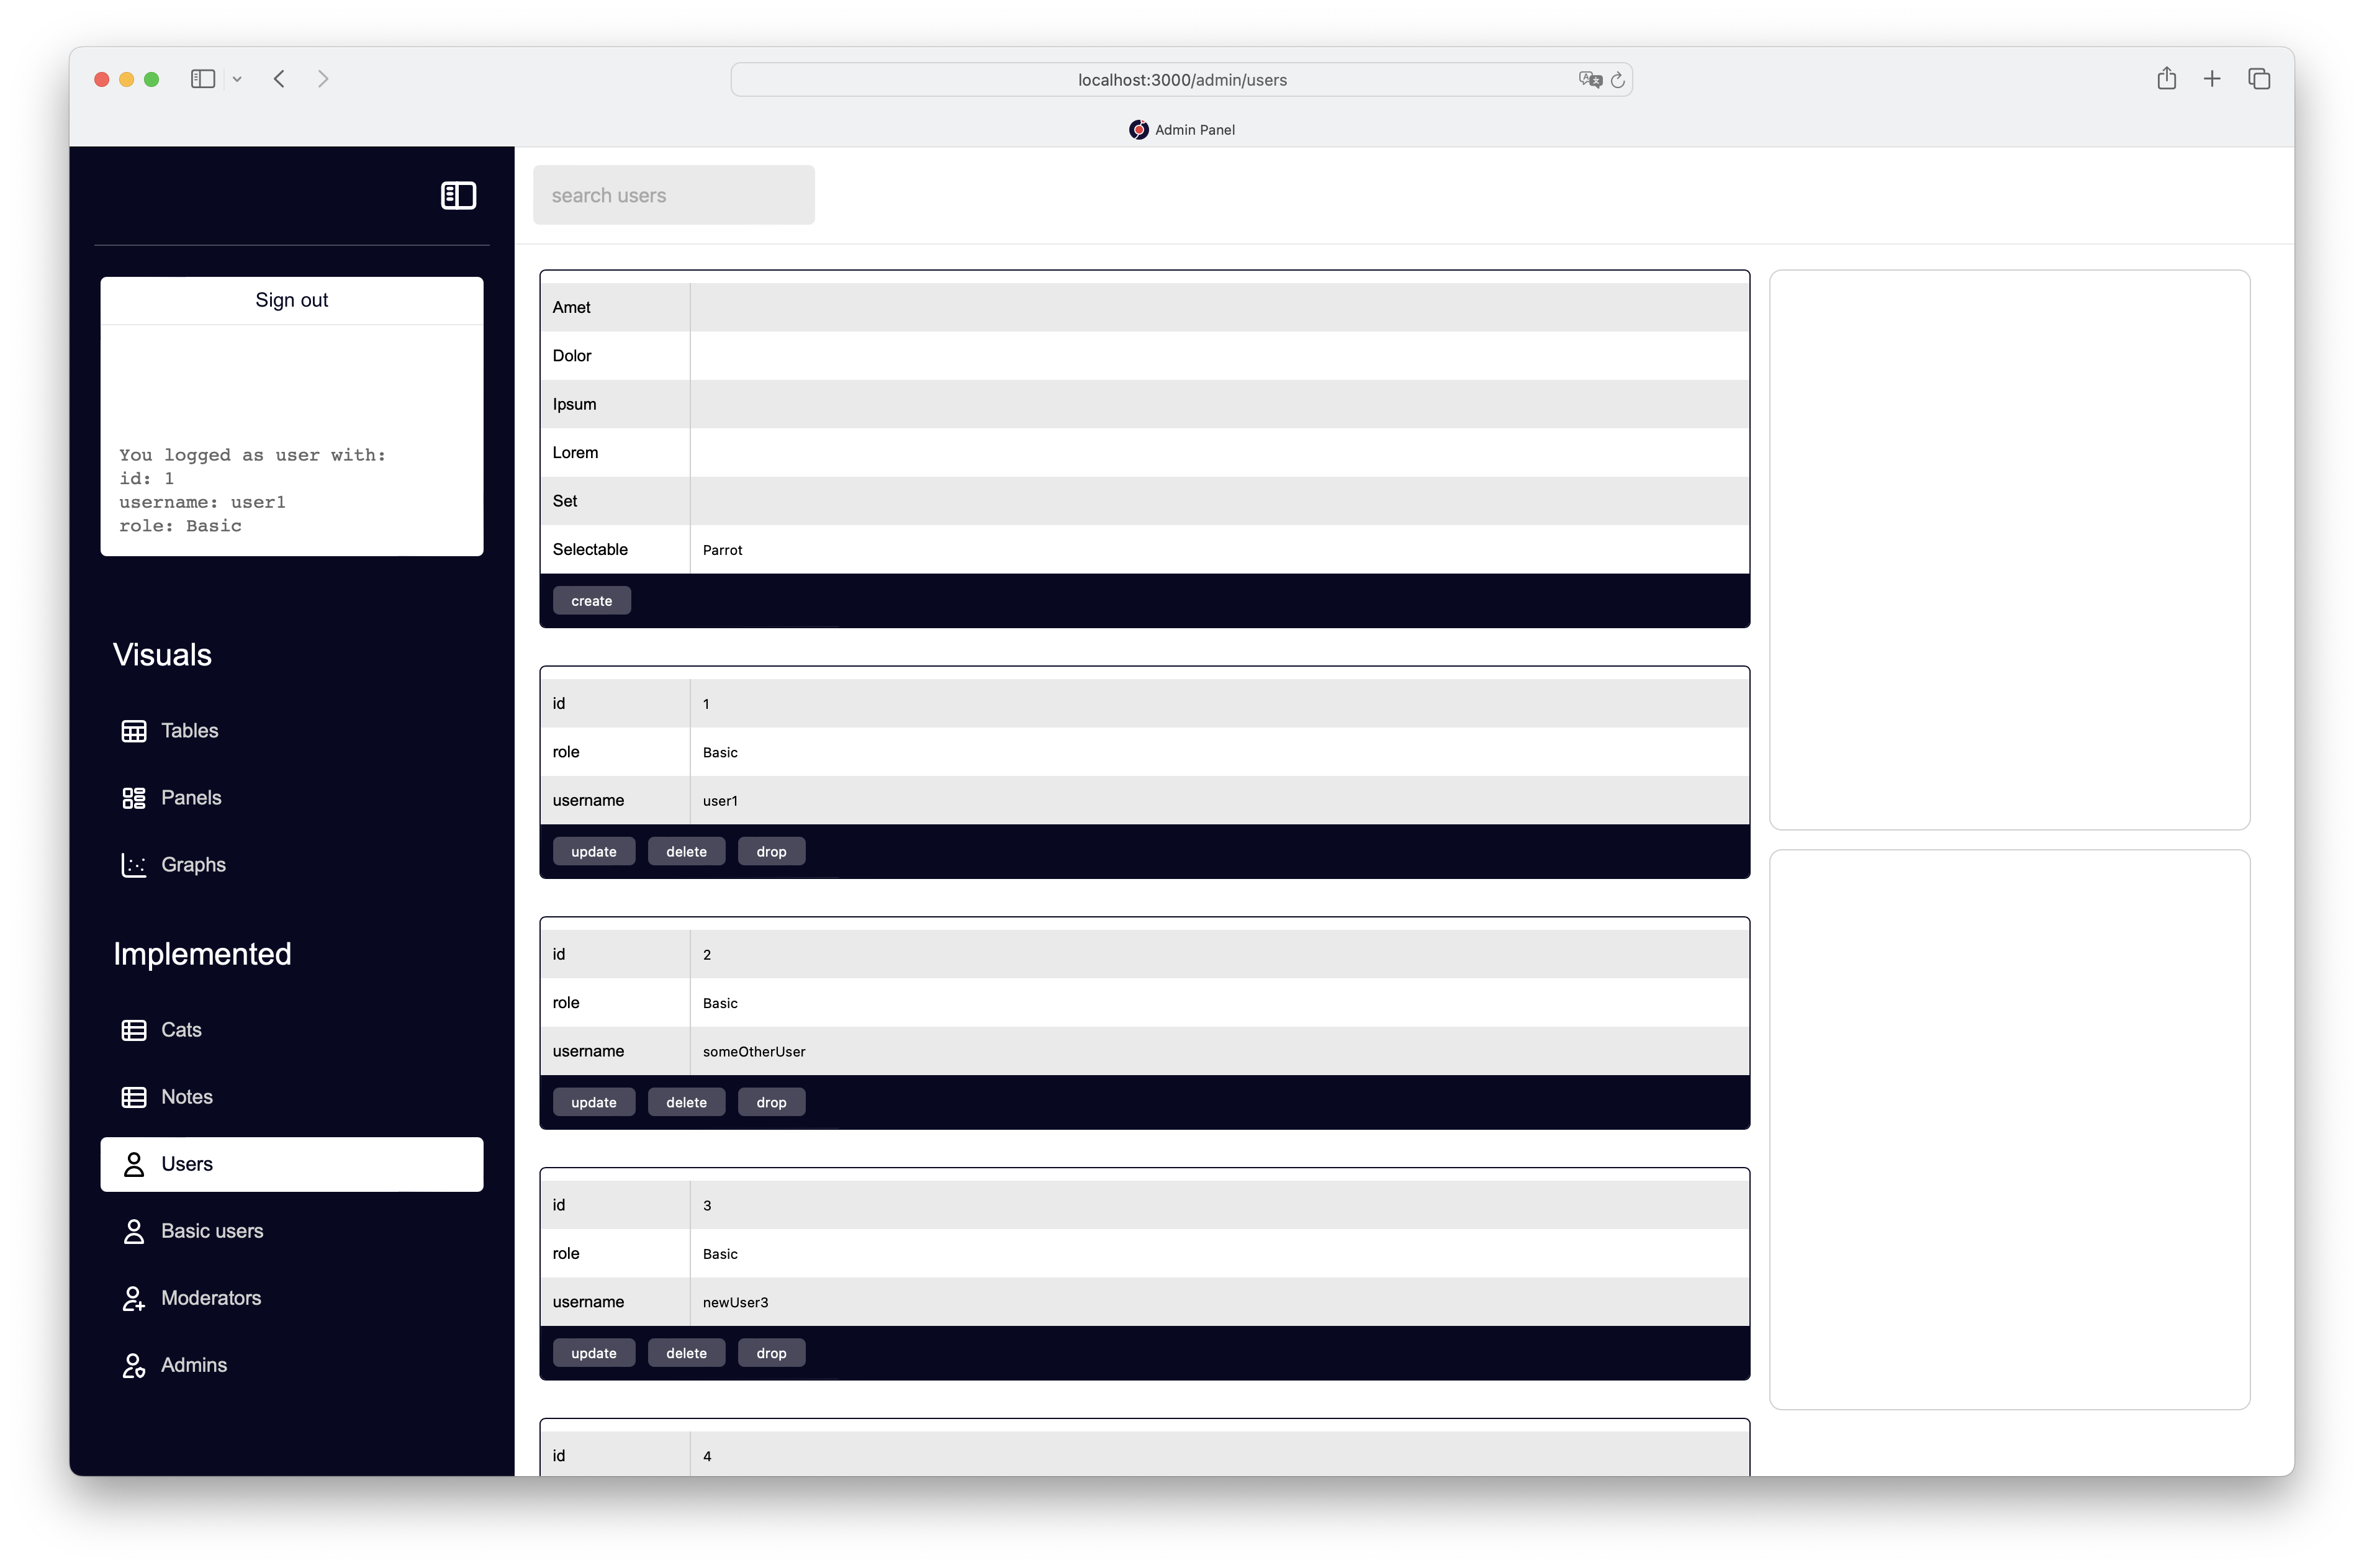 localhost:3000/admin/users
Admin Panel
search users
Sign out
You logged as user with:
id: 1
username: user1
role: Basic
Visuals
Tables
Panels
Graphs
Implemented
Cats
Notes
Users
Basic users
Moderators
Admins
Amet
Dolor
Ipsum
Lorem
Set
Selectable Parrot
create
id 1
role Basic
username user1
update delete drop
id 2
role Basic
username someOtherUser
update delete drop
id 3
role Basic
username newUser3
update delete drop
id 4